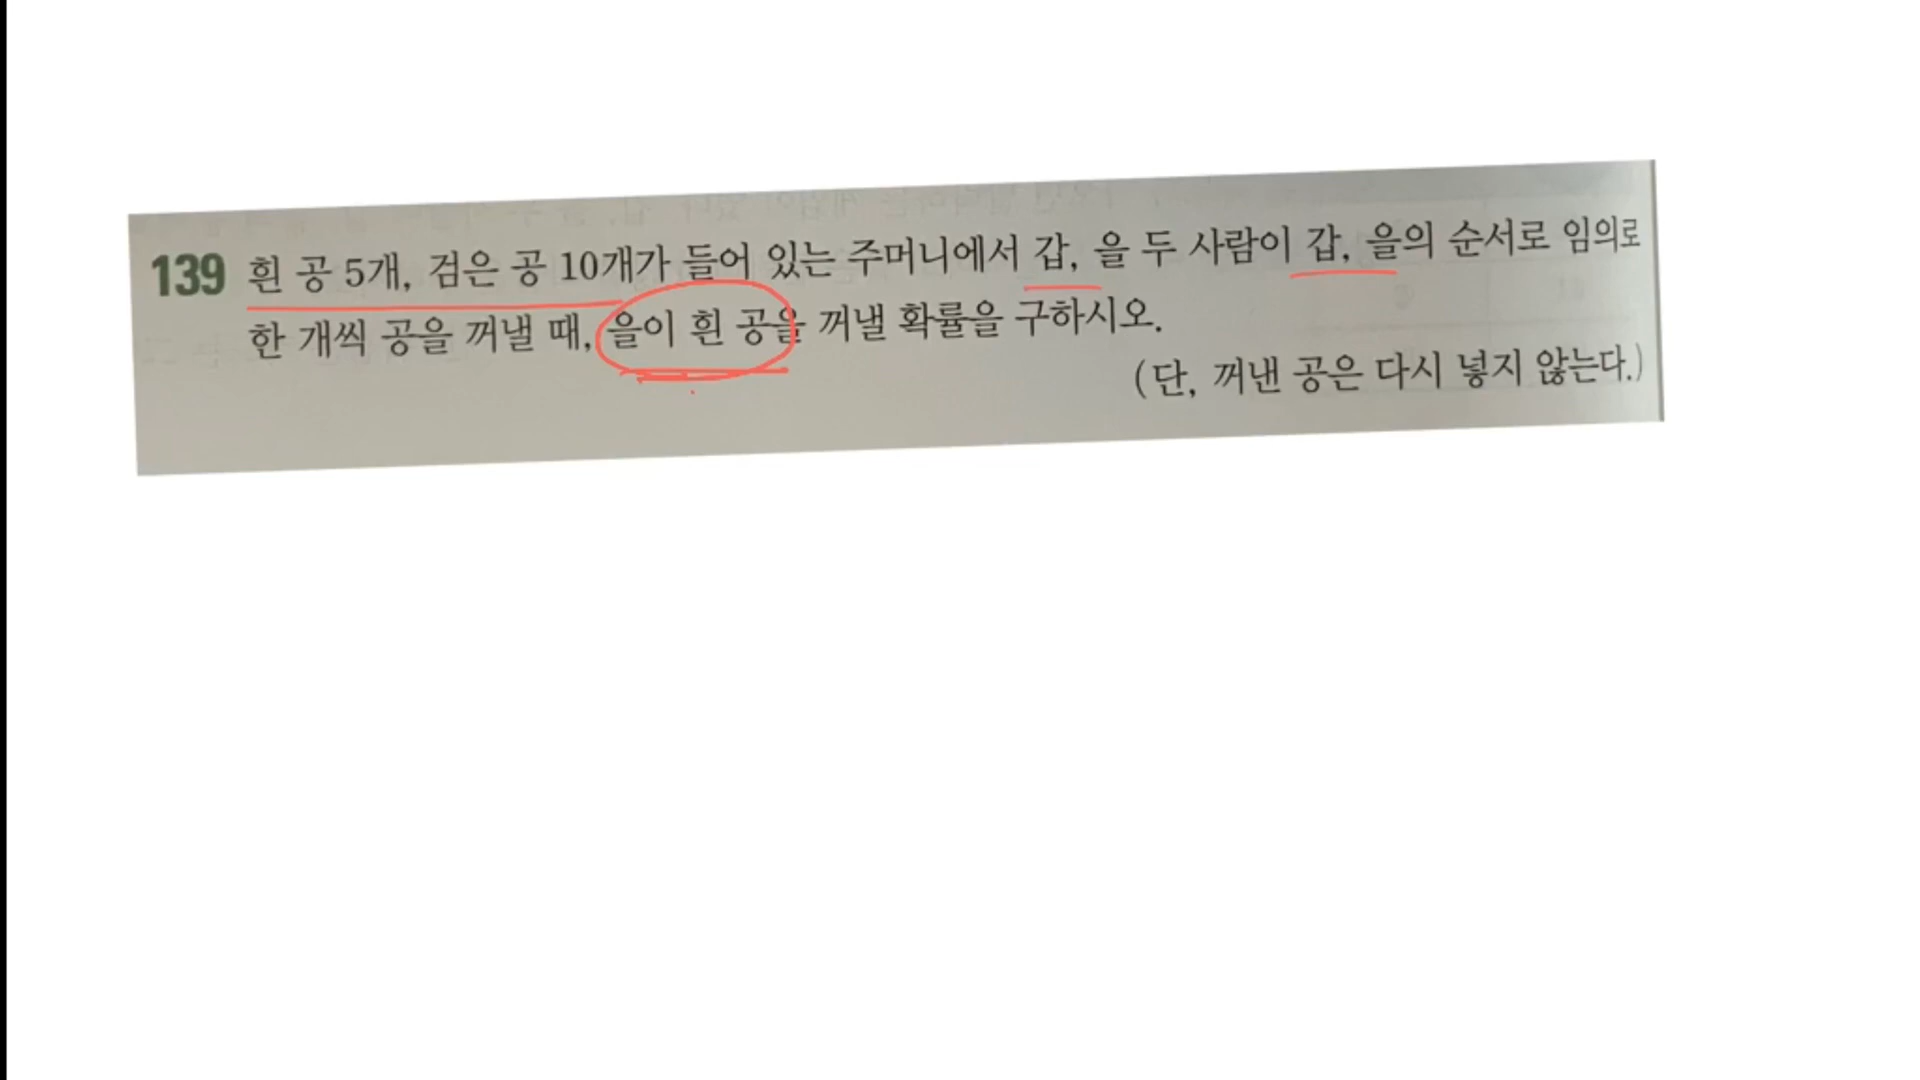 139 흰 공 5개, 검은 공 10개가 들어 있는 주머니에서 갑, 을 두 사람이 갑, 을의 순서로 임의로
한 개씩 공을 꺼낼 때, 을이 흰 공을 꺼낼 확률을 구하시오.
(단, 꺼낸 공은 다시 넣지 않는다.)